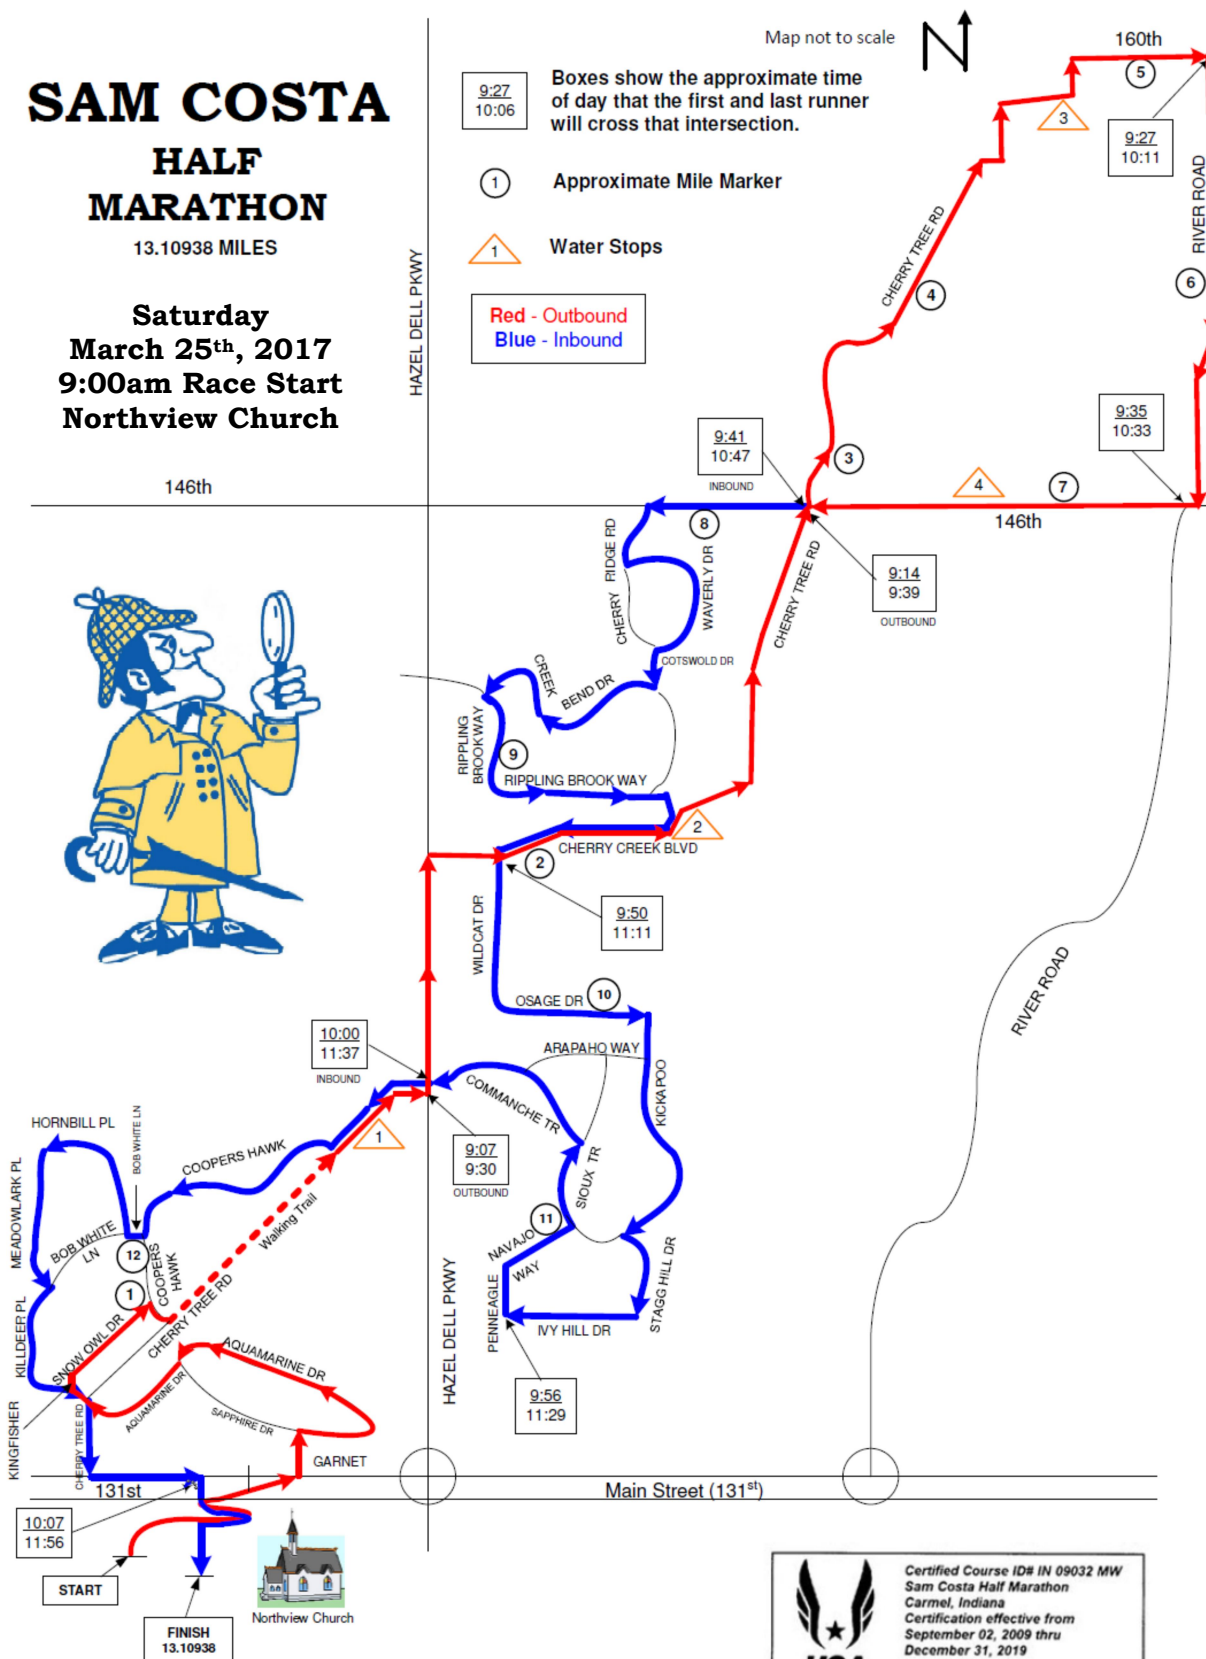 SAM COSTA
HALF
MARATHON
13.10938 MILES
Saturday
March 25th, 2017
9:00am Race Start
Northview Church
9:27
10:06
Boxes show the approximate time
of day that the first and last runner
will cross that intersection.
1
Approximate Mile Marker
1
Water Stops
Red - Outbound
Blue - Inbound
Map not to scale
N
160th
5
3
9:27
10:11
RIVER ROAD
6
CHERRY TREE RD
4
HAZEL DELL PKWY
9:35
10:33
9:41
10:47
INBOUND
3
146th
4
7
146th
8
9:14
9:39
OUTBOUND
CHERRY RIDGE RD
WAVERLY DR
CHERRY TREE RD
COTSWOLD DR
CREEK
BEND DR
RIPPLING
BROOKWAY
9
RIPPLING BROOK WAY
2
CHERRY CREEK BLVD
2
9:50
11:11
WILDCAT DR
OSAGE DR
10
RIVER ROAD
10:00
11:37
INBOUND
ARAPAHO WAY
COMMANCHE TR
KICKAPOO
HORNBILL PL
BOB WHITE LN
1
9:07
9:30
OUTBOUND
COOPERS HAWK
SIOUX TR
MEADOWLARK PL
Walking Trail
BOB WHITE
LN
12
COOPERS
HAWK
NAVAJO
WAY
11
1
CHERRY TREE RD
STAGG HILL DR
KILLDEER PL
SNOW OWL DR
PENNEAGLE
IVY HILL DR
HAZEL DELL PKWY
AQUAMARINE DR
AQUAMARINE DR
9:56
11:29
SAPPHIRE DR
KINGFISHER
CHERRY TREE RD
GARNET
131st
Main Street (131st)
10:07
11:56
START
Northview Church
FINISH
13.10938
Certified Course ID# IN 09032 MW
Sam Costa Half Marathon
Carmel, Indiana
Certification effective from
September 02, 2009 thru
December 31, 2019